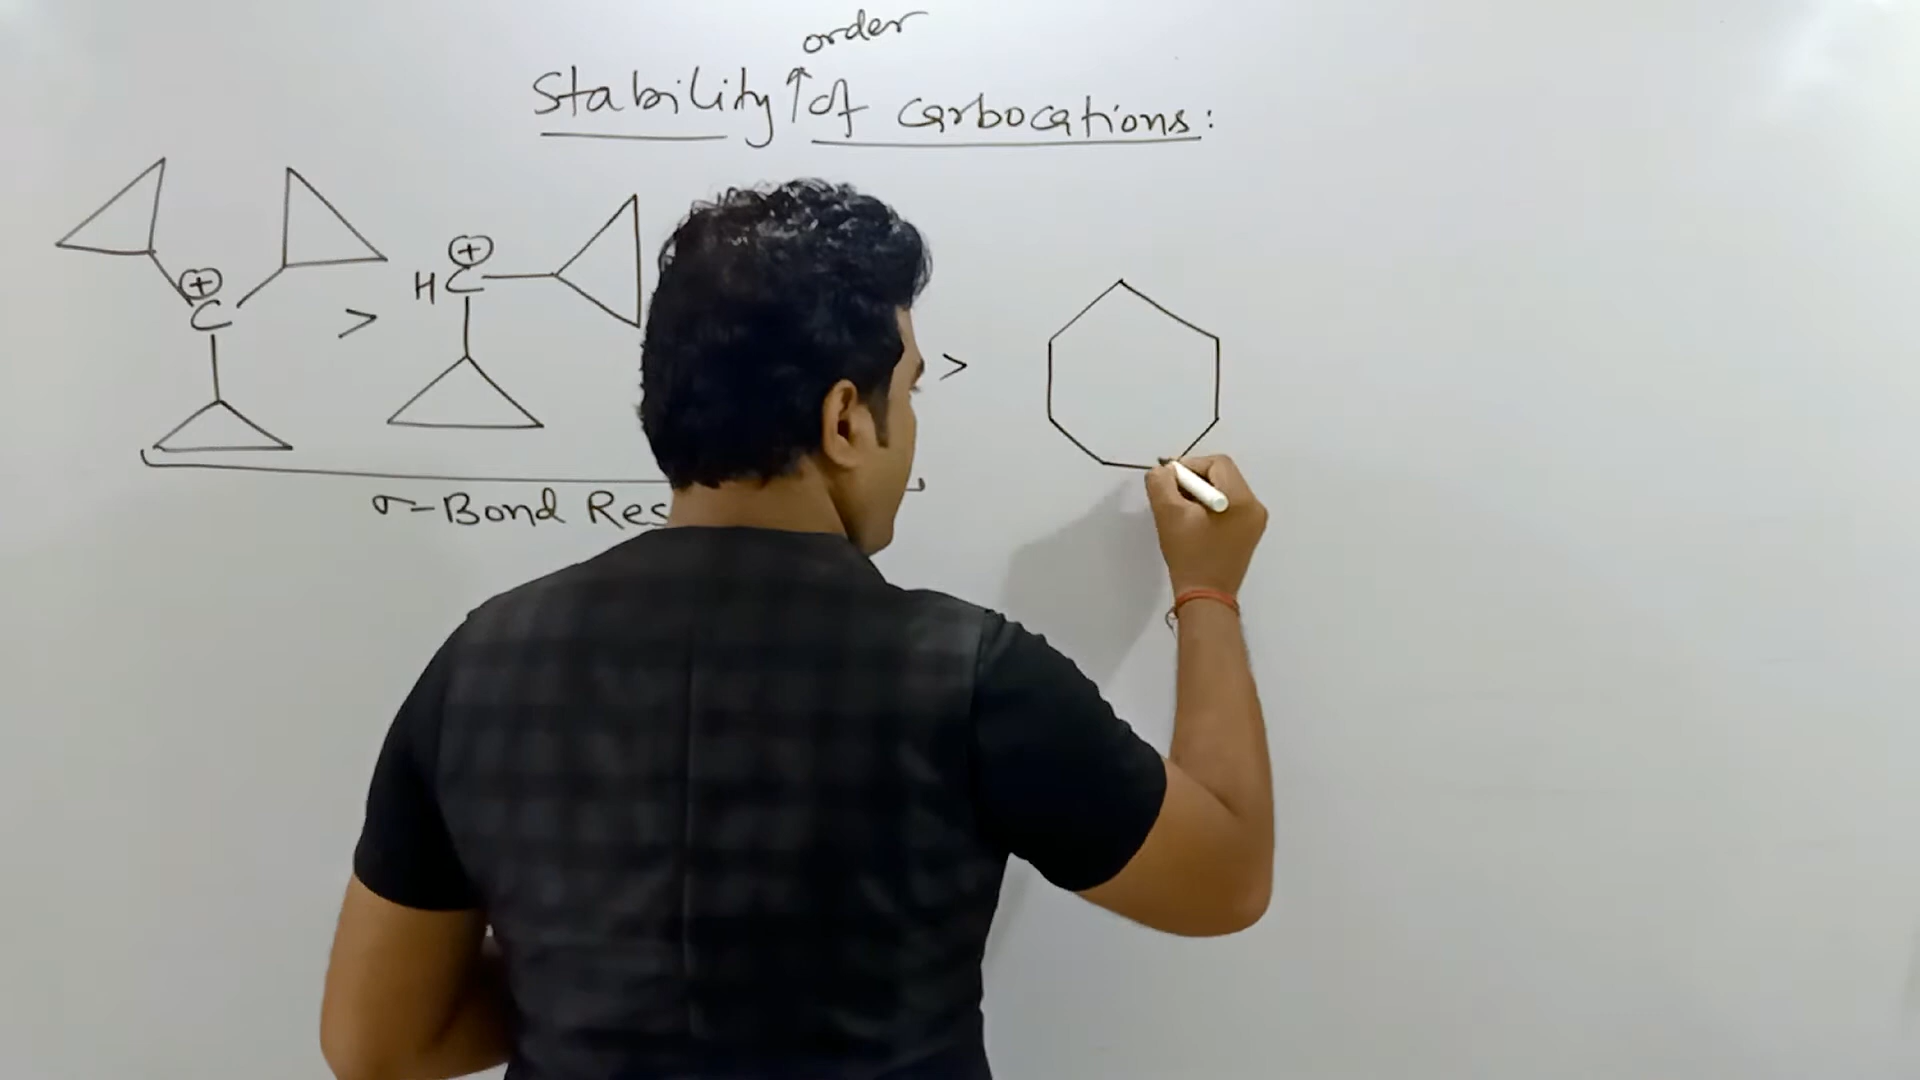 order
Stability ↑ of carbocations:
⊕ C > H C ⊕ >
σ-Bond Res